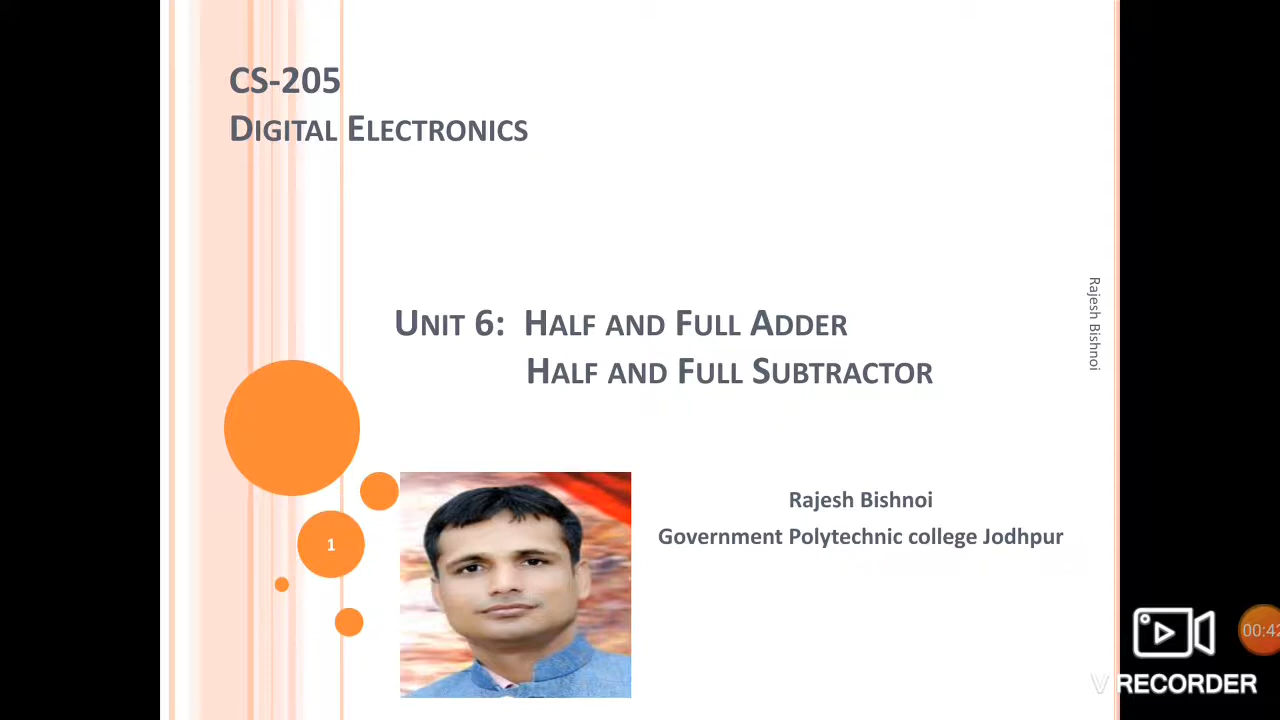 CS-205
DIGITAL ELECTRONICS
Rajesh Bishnoi
UNIT 6: HALF AND FULL ADDER
HALF AND FULL SUBTRACTOR
Rajesh Bishnoi
Government Polytechnic college Jodhpur
1
00:42
V RECORDER